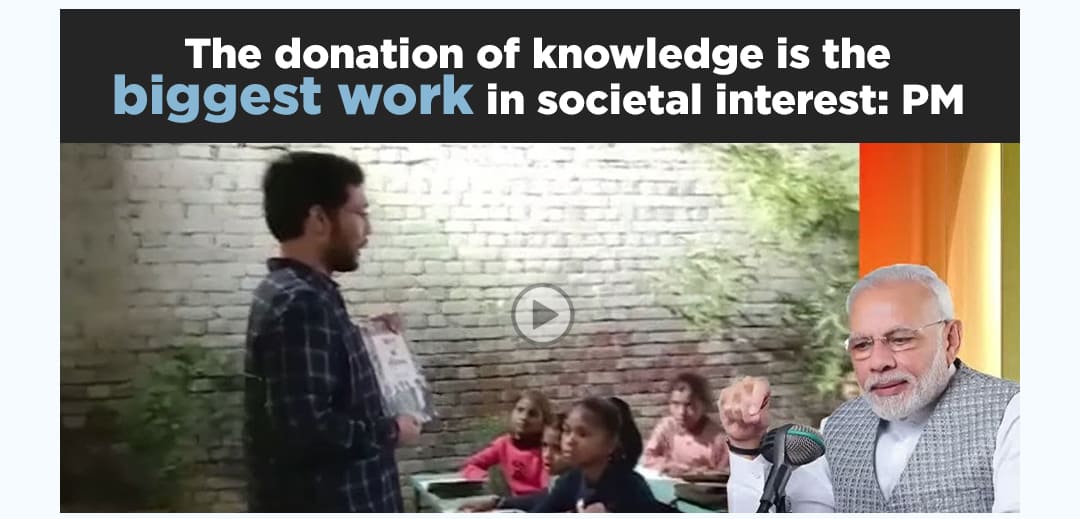 The donation of knowledge is the
biggest work in societal interest: PM